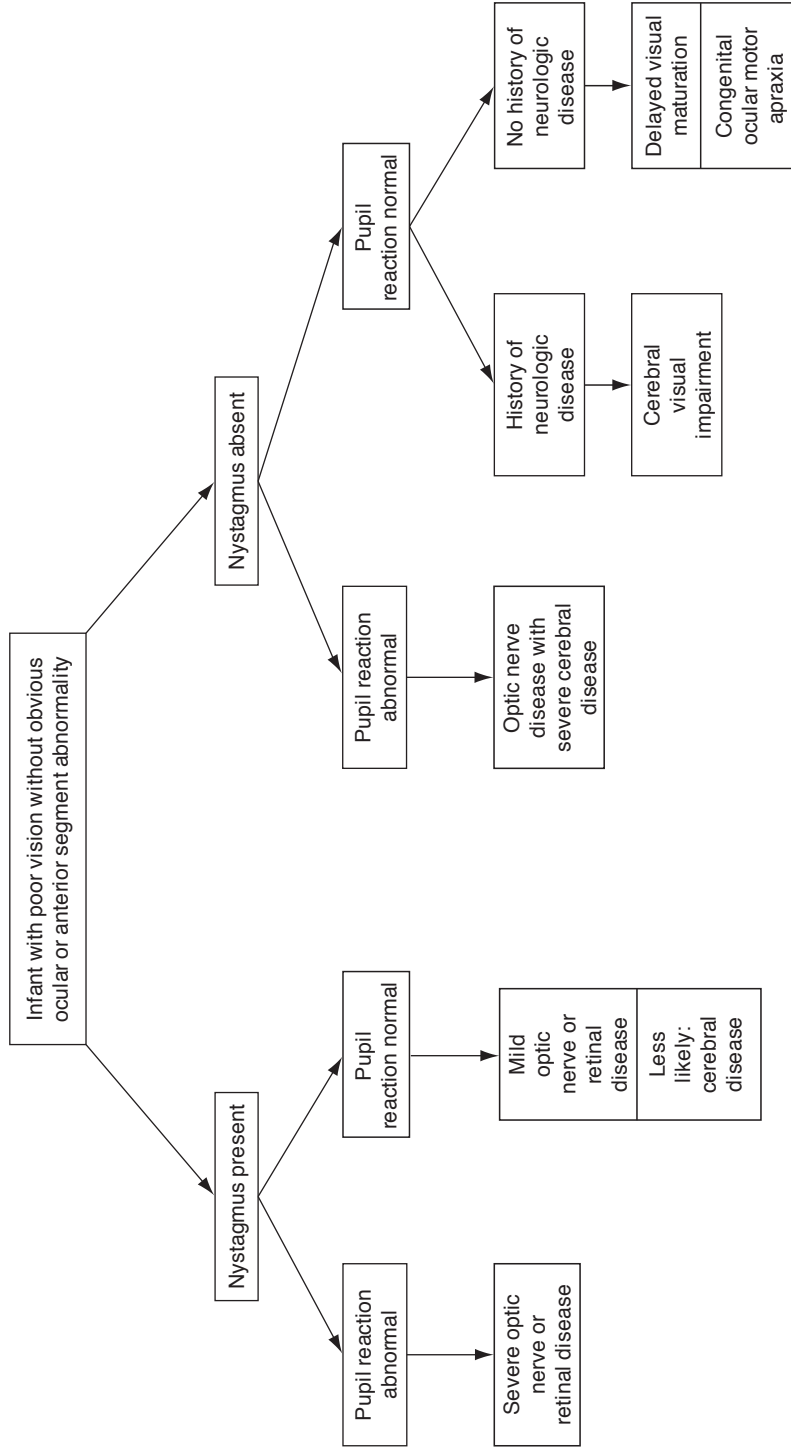 Infant with poor vision without obvious
ocular or anterior segment abnormality
Nystagmus present
Nystagmus absent
Pupil reaction
abnormal
Pupil
reaction normal
Pupil reaction
abnormal
Pupil
reaction normal
Severe optic
nerve or
retinal disease
Mild
optic
nerve or
retinal
disease
Less
likely:
cerebral
disease
Optic nerve
disease with
severe cerebral
disease
History of
neurologic
disease
No history of
neurologic
disease
Cerebral
visual
impairment
Delayed visual
maturation
Congenital
ocular motor
apraxia